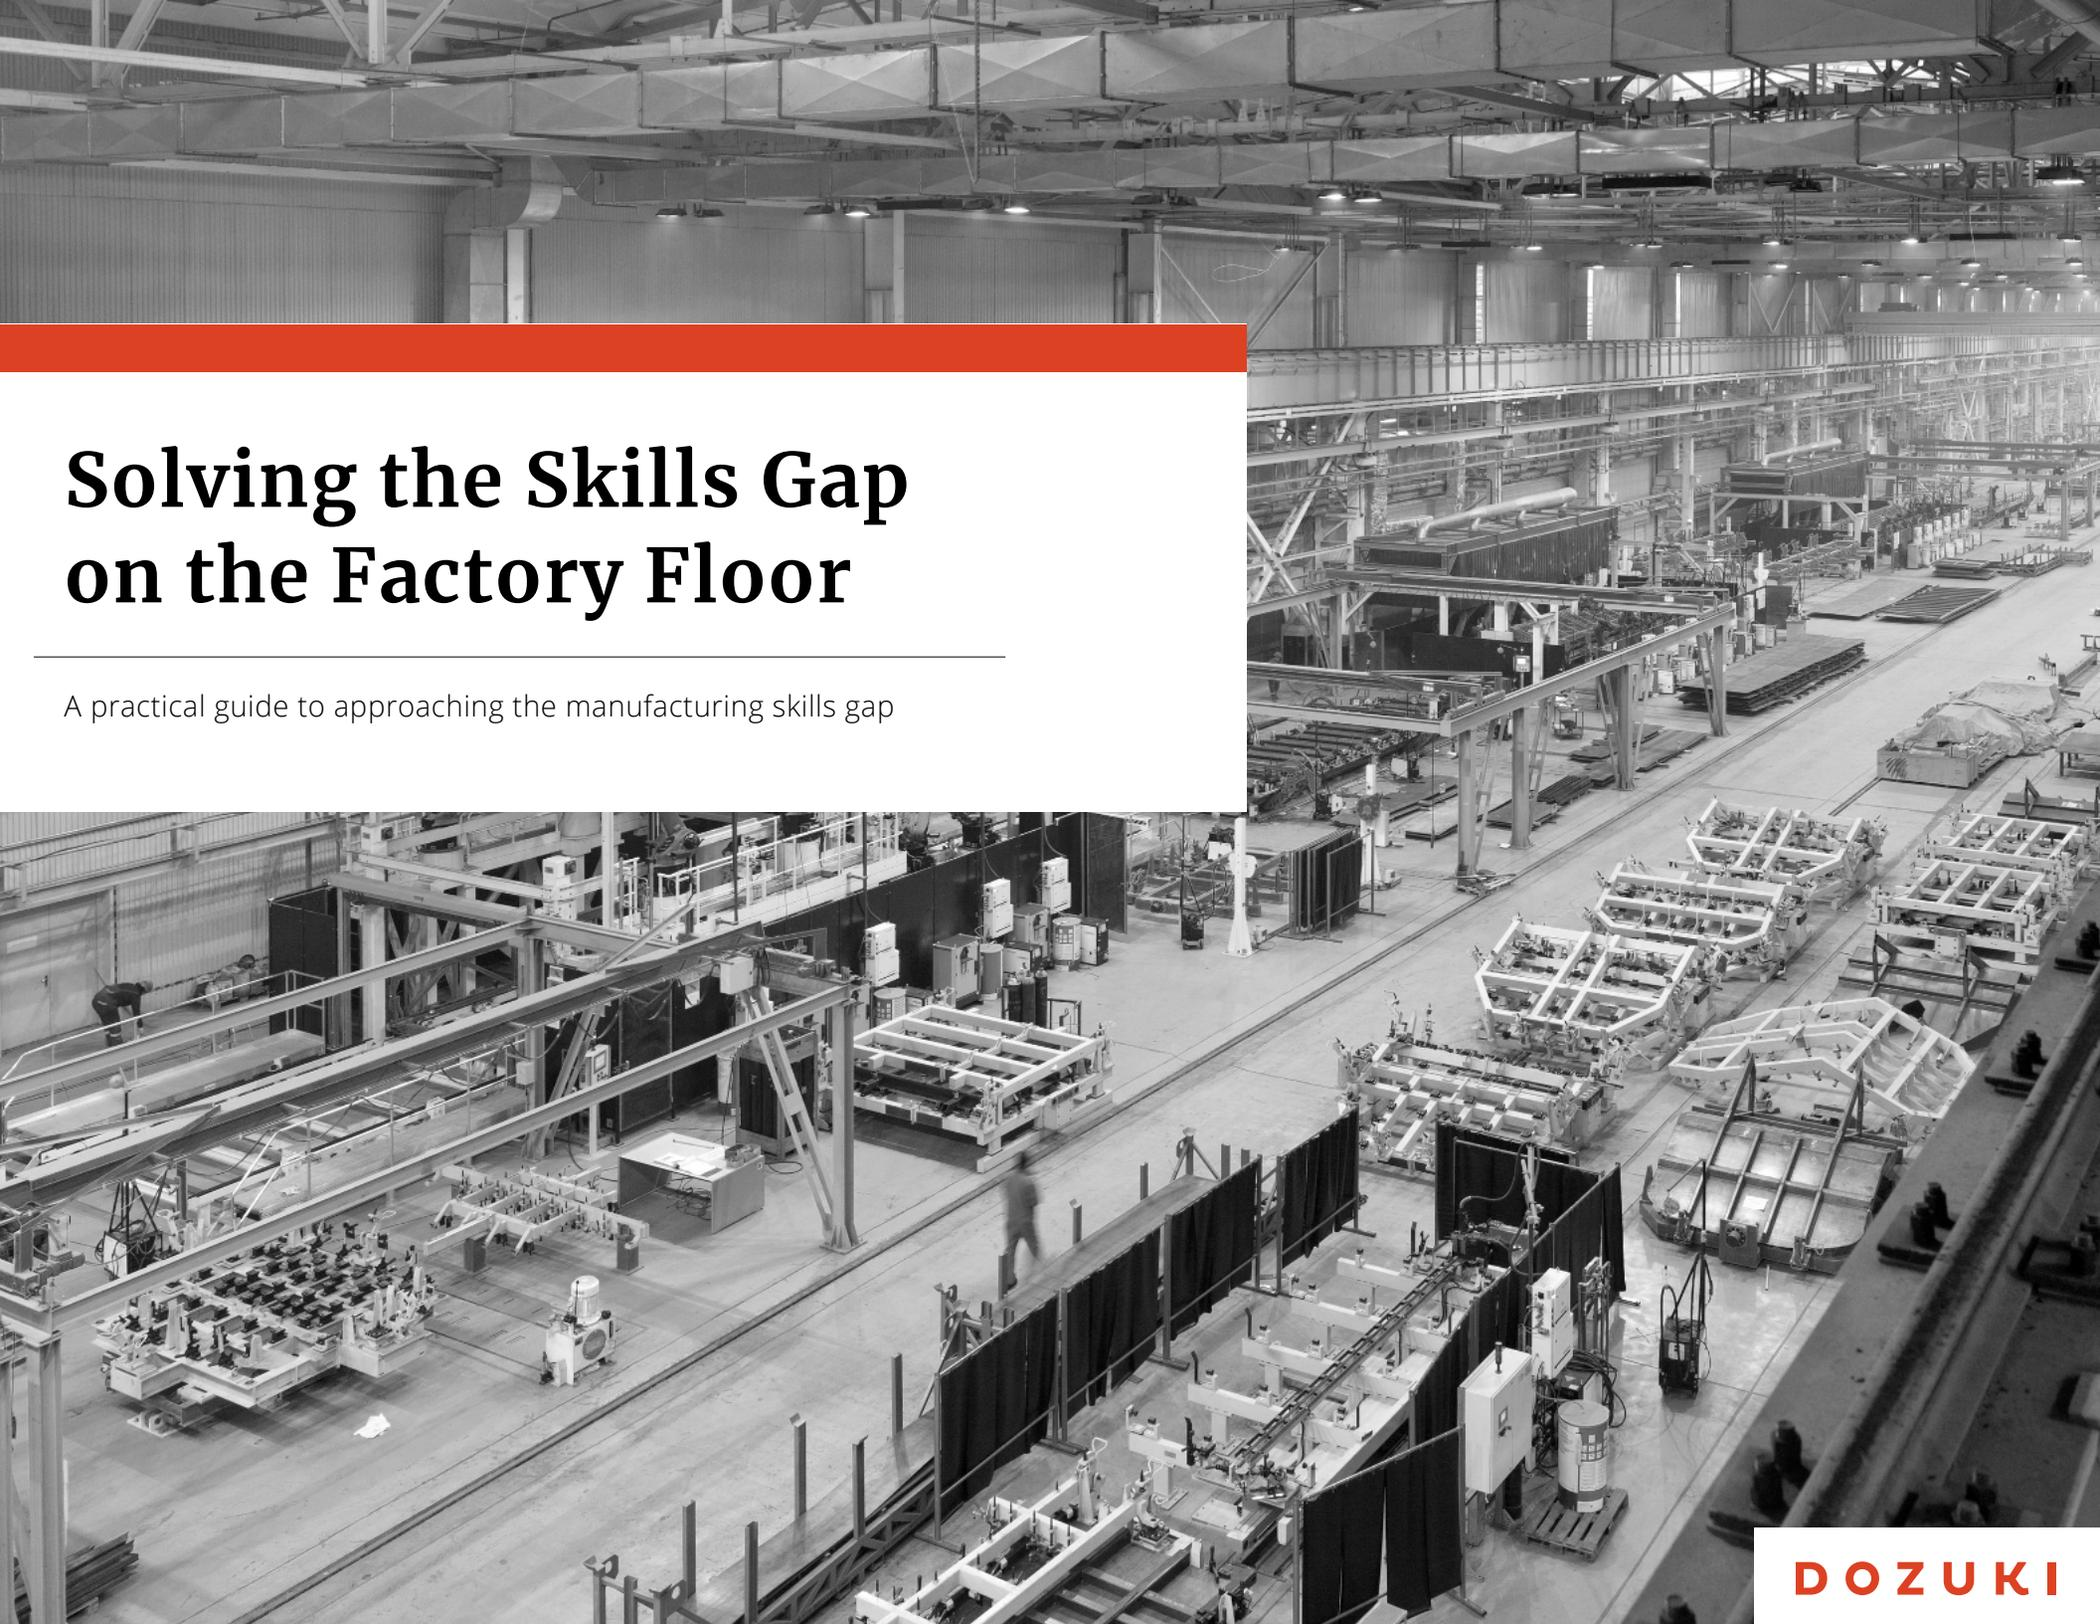 Solving the Skills Gap
on the Factory Floor
A practical guide to approaching the manufacturing skills gap
DOZUKI